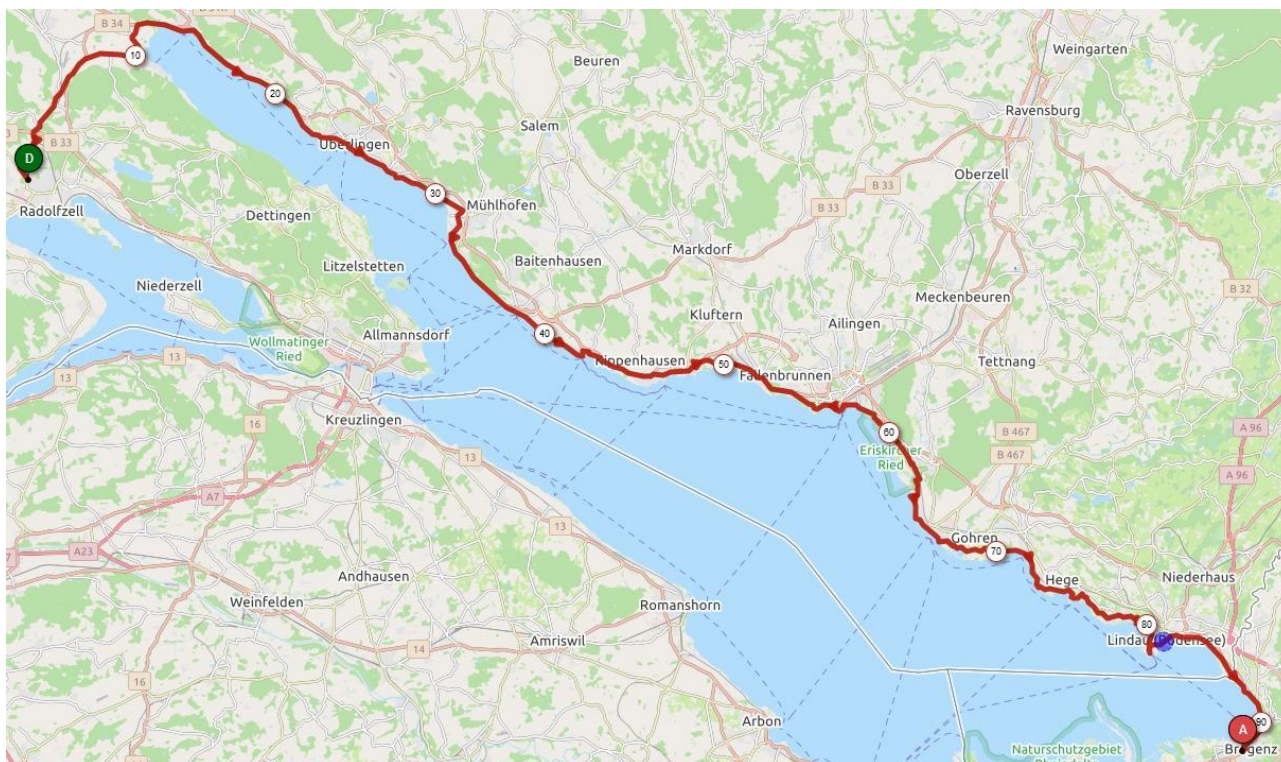 B 34
10
Beuren
Weingarten
20
Salem
Ravensburg
B 33
D
Überlingen
Radolfzell
30
Mühlhofen
Oberzell
Dettingen
B 33
Markdorf
Litzelstetten
Baitenhausen
Niederzell
Meckenbeuren
B 32
Wollmatinger
Ried
Allmannsdorf
Kluftern
Ailingen
40
13
13
Kippenhausen
50
Fallenbrunnen
Tettnang
Kreuzlingen
16
60
B 467
A 96
13
Eriskircher
Ried
B 467
A7
A 96
13
Gohren
70
A23
Andhausen
Hege
Niederhaus
Weinfelden
Romanshorn
80
Lindau (Bodensee)
14
Amriswil
16
Arbon
90
A
Naturschutzgebiet
Bregenz